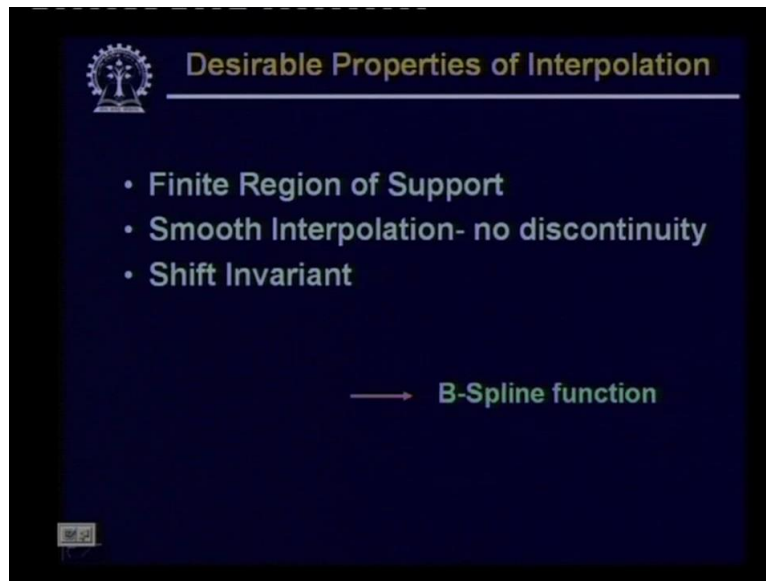 Desirable Properties of Interpolation
• Finite Region of Support
• Smooth Interpolation- no discontinuity
• Shift Invariant
B-Spline function